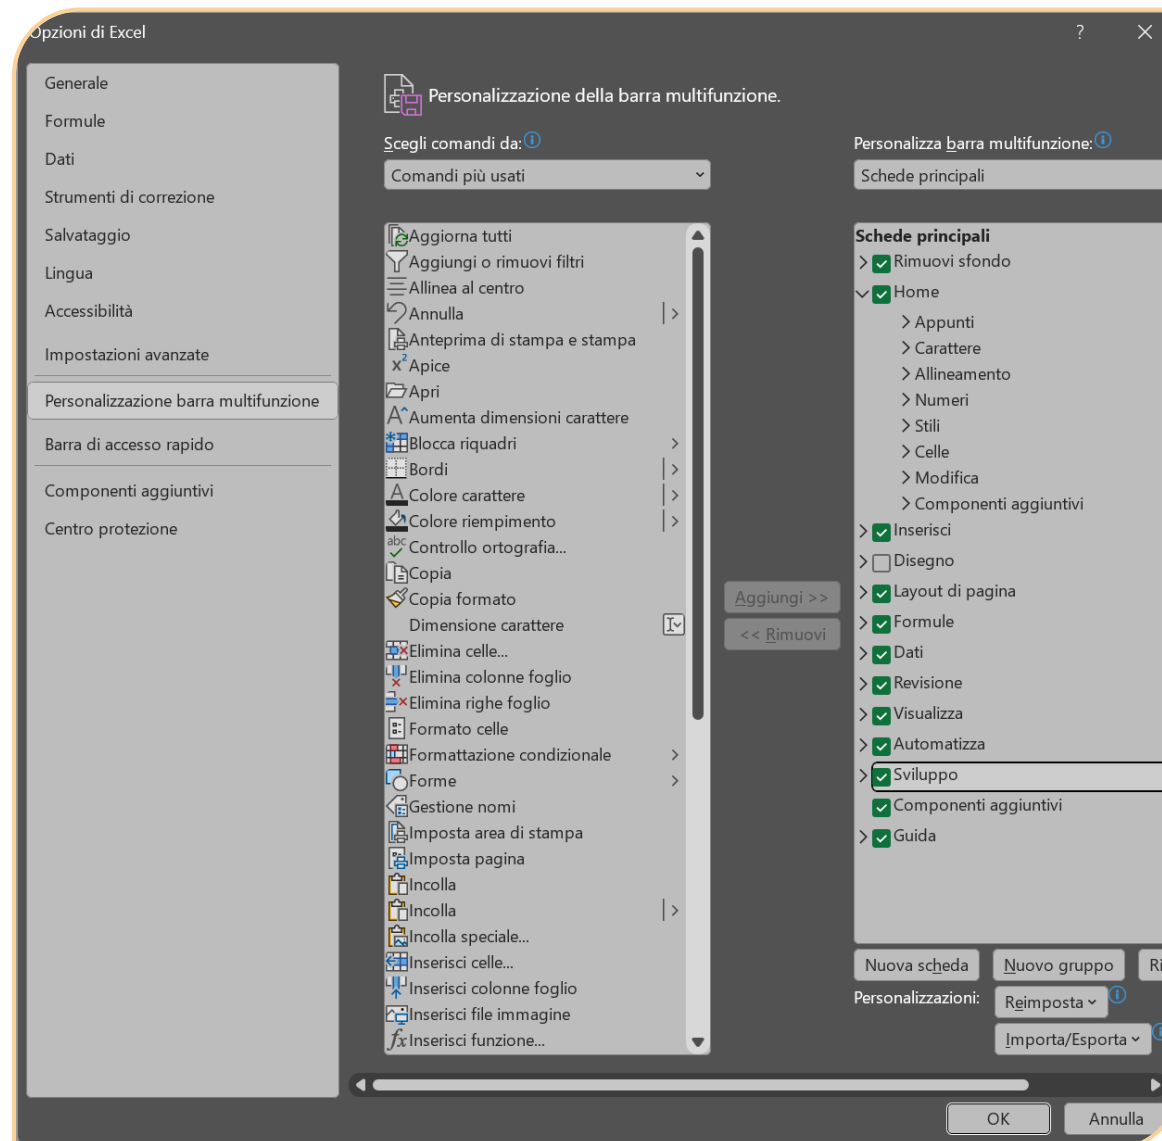 Opzioni di Excel
?
Generale
Formule
Dati
Strumenti di correzione
Salvataggio
Lingua
Accessibilità
Impostazioni avanzate
Personalizzazione barra multifunzione
Barra di accesso rapido
Componenti aggiuntivi
Centro protezione
Personalizzazione della barra multifunzione.
Scegli comandi da:
Comandi più usati
Aggiorna tutti
Aggiungi o rimuovi filtri
Allinea al centro
Annulla
Anteprima di stampa e stampa
Apice
Apri
Aumenta dimensioni carattere
Blocca riquadri
Bordi
Colore carattere
Colore riempimento
Controllo ortografia...
Copia
Copia formato
Dimensione carattere
Elimina celle...
Elimina colonne foglio
Elimina righe foglio
Formato celle
Formattazione condizionale
Forme
Gestione nomi
Imposta area di stampa
Imposta pagina
Incolla
Incolla
Incolla speciale...
Inserisci celle...
Inserisci colonne foglio
Inserisci file immagine
Inserisci funzione...
Aggiungi >>
<< Rimuovi
Personalizza barra multifunzione:
Schede principali
Schede principali
Rimuovi sfondo
Home
Appunti
Carattere
Allineamento
Numeri
Stili
Celle
Modifica
Componenti aggiuntivi
Inserisci
Disegno
Layout di pagina
Formule
Dati
Revisione
Visualizza
Automatizza
Sviluppo
Componenti aggiuntivi
Guida
Nuova scheda
Nuovo gruppo
Personalizzazioni:
Reimposta
Importa/Esporta
OK
Annulla